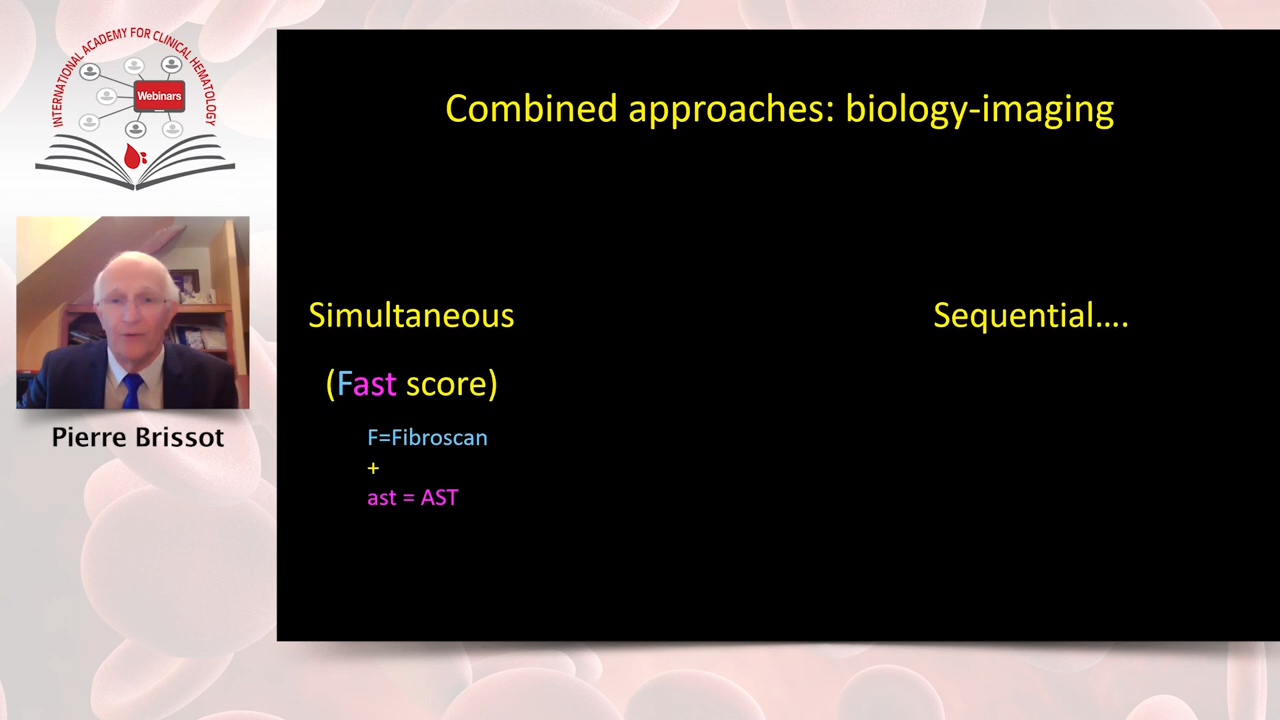 INTERNATIONAL ACADEMY FOR CLINICAL HEMATOLOGY
Webinars
Pierre Brissot
Combined approaches: biology-imaging
Simultaneous
Sequential....
(Fast score)
F=Fibroscan
+
ast = AST